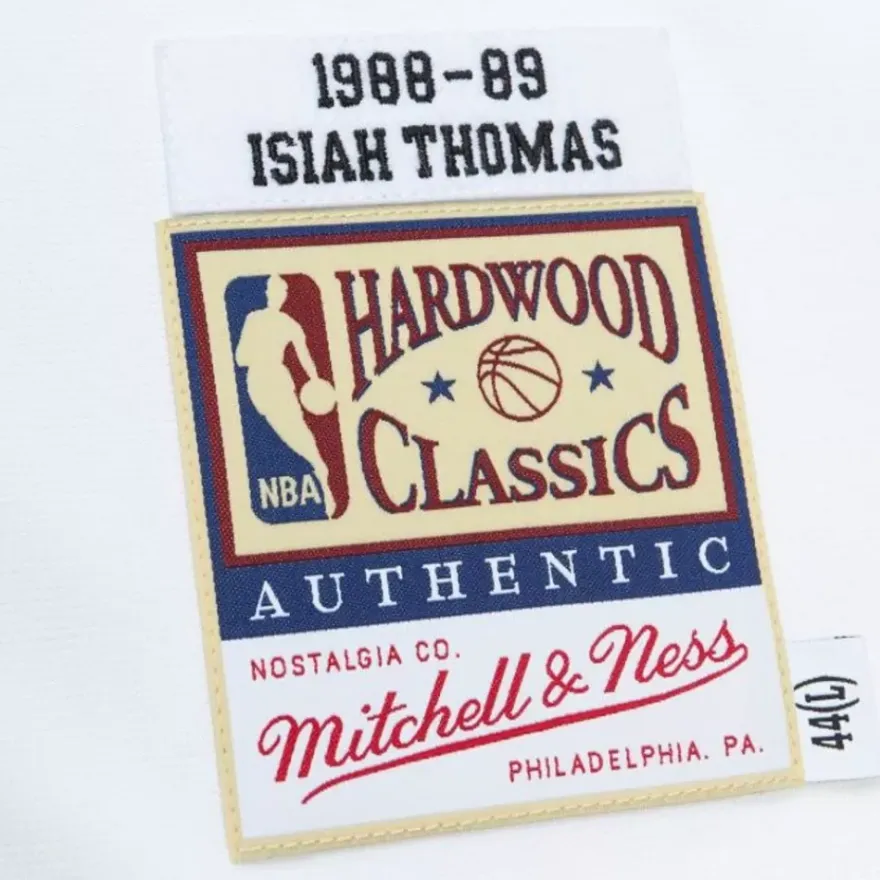 1988-89
ISIAH THOMAS
HARDWOOD
CLASSICS
NBA
AUTHENTIC
NOSTALGIA CO.
Mitchell & Ness
PHILADELPHIA. PA.
44(L)